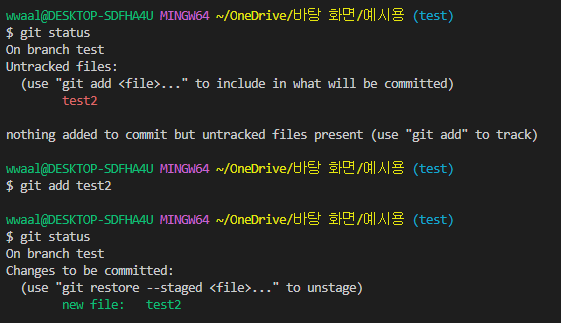 wwaal@DESKTOP-SDFHA4U MINGW64 ~/OneDrive/바탕 화면/예시용 (test)
$ git status
On branch test
Untracked files:
  (use "git add <file>..." to include in what will be committed)
        test2

nothing added to commit but untracked files present (use "git add" to track)

wwaal@DESKTOP-SDFHA4U MINGW64 ~/OneDrive/바탕 화면/예시용 (test)
$ git add test2

wwaal@DESKTOP-SDFHA4U MINGW64 ~/OneDrive/바탕 화면/예시용 (test)
$ git status
On branch test
Changes to be committed:
  (use "git restore --staged <file>..." to unstage)
        new file:   test2